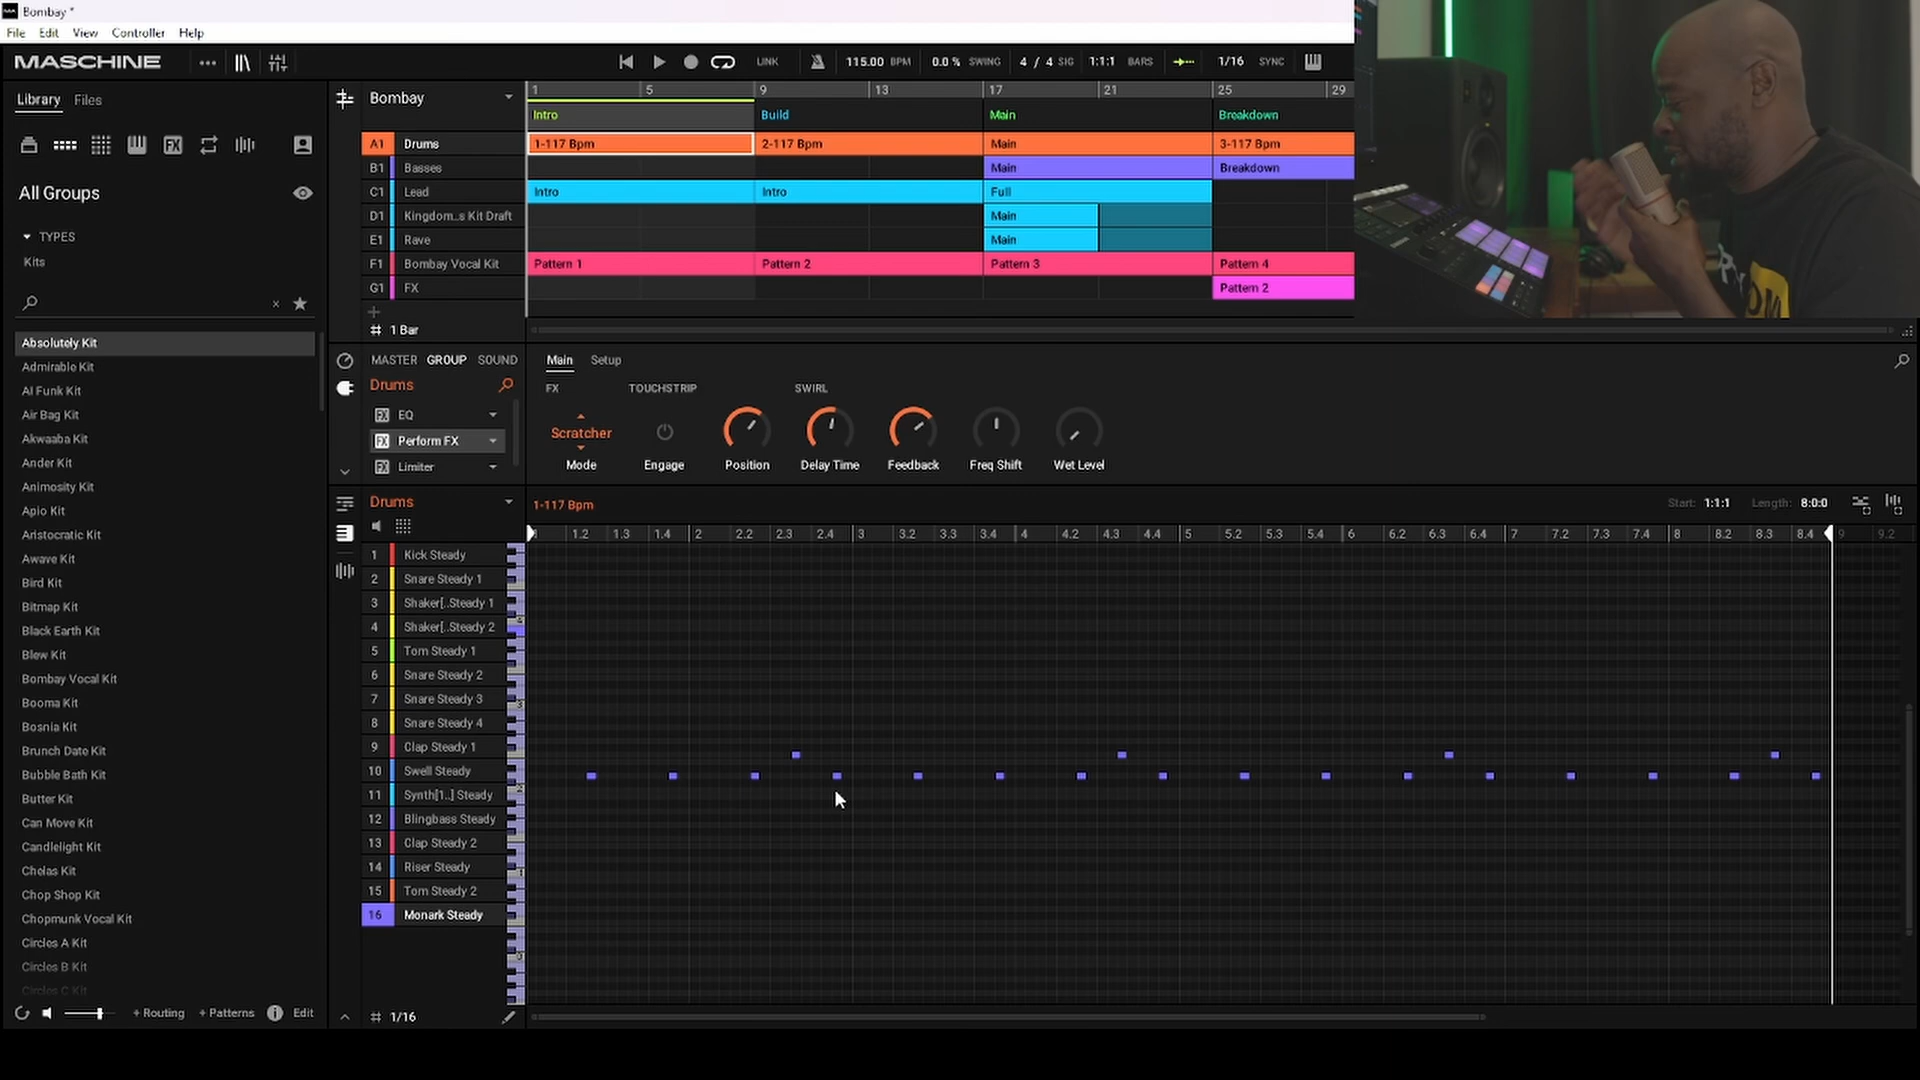 Bombay *
File Edit View Controller Help
MASCHINE
LINK 115.00 BPM 0.0 % SWING 4 / 4 SIG 1:1:1 BARS 1/16 SYNC
Library Files
FX
All Groups
TYPES
Kits
Absolutely Kit
Admirable Kit
AI Funk Kit
Air Bag Kit
Akwaaba Kit
Ander Kit
Animosity Kit
Apio Kit
Aristocratic Kit
Awave Kit
Bird Kit
Bitmap Kit
Black Earth Kit
Blew Kit
Bombay Vocal Kit
Booma Kit
Bosnia Kit
Brunch Date Kit
Bubble Bath Kit
Butter Kit
Can Move Kit
Candlelight Kit
Chelas Kit
Chop Shop Kit
Chopmunk Vocal Kit
Circles A Kit
Circles B Kit
Circles C Kit
+ Routing + Patterns Edit
Bombay
1 5 9 13 17 21 25 29
Intro Build Main Breakdown
A1 Drums 1-117 Bpm 2-117 Bpm Main 3-117 Bpm
B1 Basses Main Breakdown
C1 Lead Intro Intro Full
D1 Kingdom..s Kit Draft Main
E1 Rave Main
F1 Bombay Vocal Kit Pattern 1 Pattern 2 Pattern 3 Pattern 4
G1 FX Pattern 2
1 Bar
MASTER GROUP SOUND
Drums
FX EQ
FX Perform FX
FX Limiter
Main Setup
FX TOUCHSTRIP SWIRL
Scratcher
Mode Engage Position Delay Time Feedback Freq Shift Wet Level
Drums
1-117 Bpm
Start: 1:1:1 Length: 8:0:0
1.2 1.3 1.4 2 2.2 2.3 2.4 3 3.2 3.3 3.4 4 4.2 4.3 4.4 5 5.2 5.3 5.4 6 6.2 6.3 6.4 7 7.2 7.3 7.4 8 8.2 8.3 8.4 9 9.2
1 Kick Steady
2 Snare Steady 1
3 Shaker[..Steady 1
4 Shaker[..Steady 2
5 Tom Steady 1
6 Snare Steady 2
7 Snare Steady 3
8 Snare Steady 4
9 Clap Steady 1
10 Swell Steady
11 Synth[1..] Steady
12 Blingbass Steady
13 Clap Steady 2
14 Riser Steady
15 Tom Steady 2
16 Monark Steady
1/16